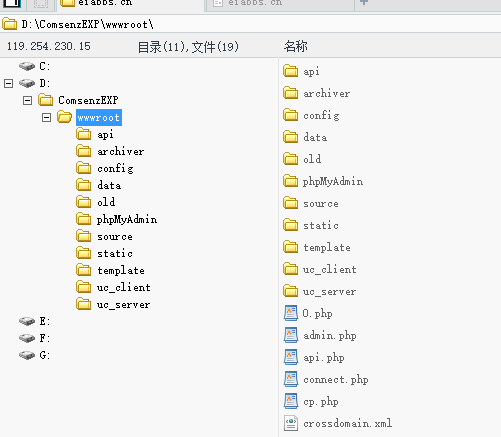 eiabbs.cn
eiabbs.cn
D:\ComsenzEXP\wwwroot\
119.254.230.15 目录(11),文件(19) 名称
C:
D:
ComsenzEXP
wwwroot
api
archiver
config
data
old
phpMyAdmin
source
static
template
uc_client
uc_server
E:
F:
G:
api
archiver
config
data
old
phpMyAdmin
source
static
template
uc_client
uc_server
0.php
admin.php
api.php
connect.php
cp.php
crossdomain.xml